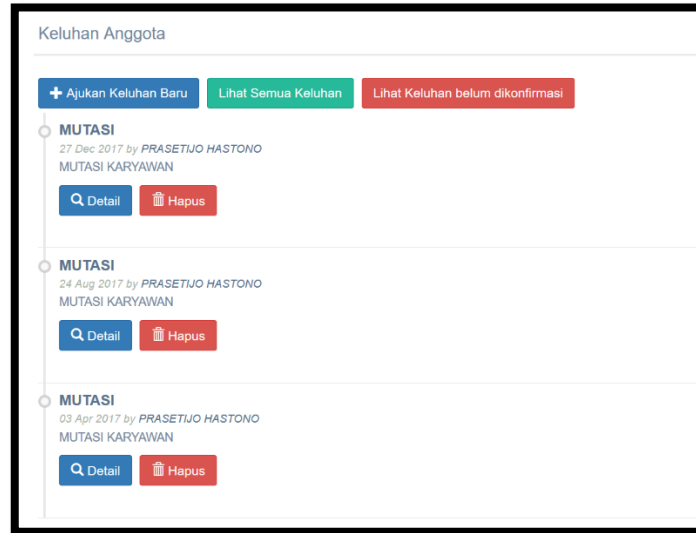 Keluhan Anggota
Ajukan Keluhan Baru Lihat Semua Keluhan Lihat Keluhan belum dikonfirmasi
MUTASI
27 Dec 2017 by PRASETIJO HASTONO
MUTASI KARYAWAN
Detail Hapus
MUTASI
24 Aug 2017 by PRASETIJO HASTONO
MUTASI KARYAWAN
Detail Hapus
MUTASI
03 Apr 2017 by PRASETIJO HASTONO
MUTASI KARYAWAN
Detail Hapus